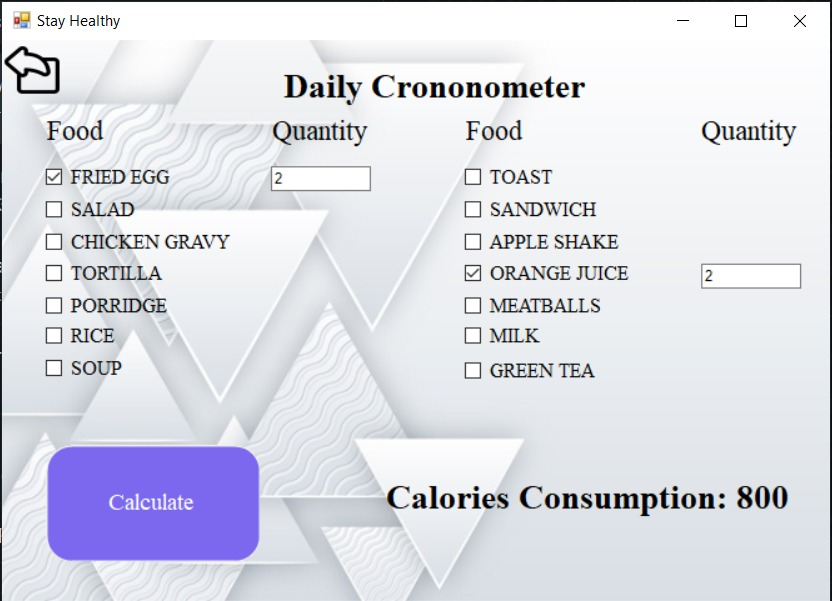 Stay Healthy
Daily Crononometer
Food Quantity Food Quantity
FRIED EGG 2 TOAST
SALAD SANDWICH
CHICKEN GRAVY APPLE SHAKE
TORTILLA ORANGE JUICE 2
PORRIDGE MEATBALLS
RICE MILK
SOUP GREEN TEA
Calculate Calories Consumption: 800